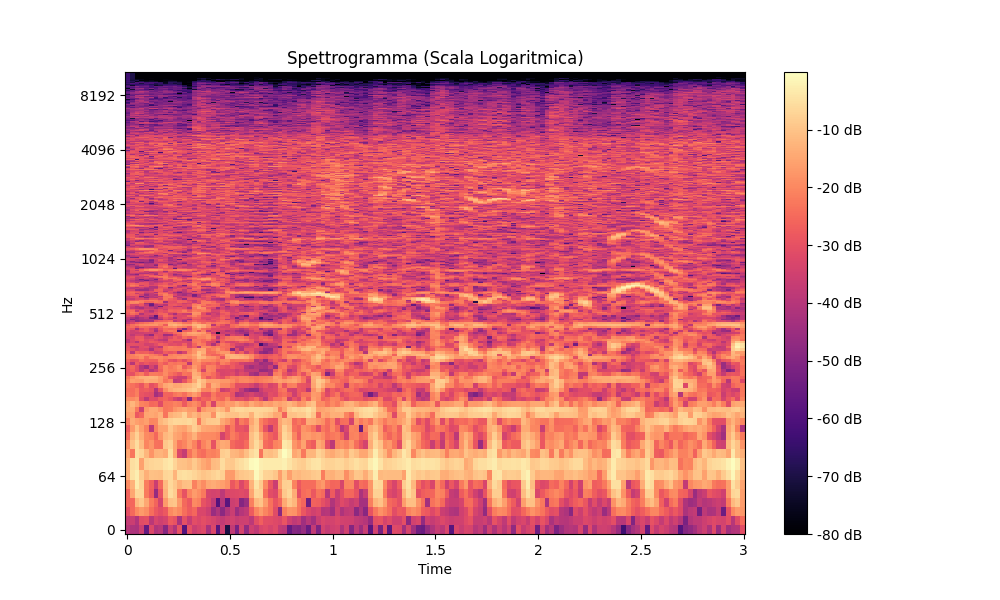 Spettrogramma (Scala Logaritmica)
8192
4096
2048
1024
512
256
128
64
0
Hz
0
0.5
1
1.5
2
2.5
3
Time
-10 dB
-20 dB
-30 dB
-40 dB
-50 dB
-60 dB
-70 dB
-80 dB